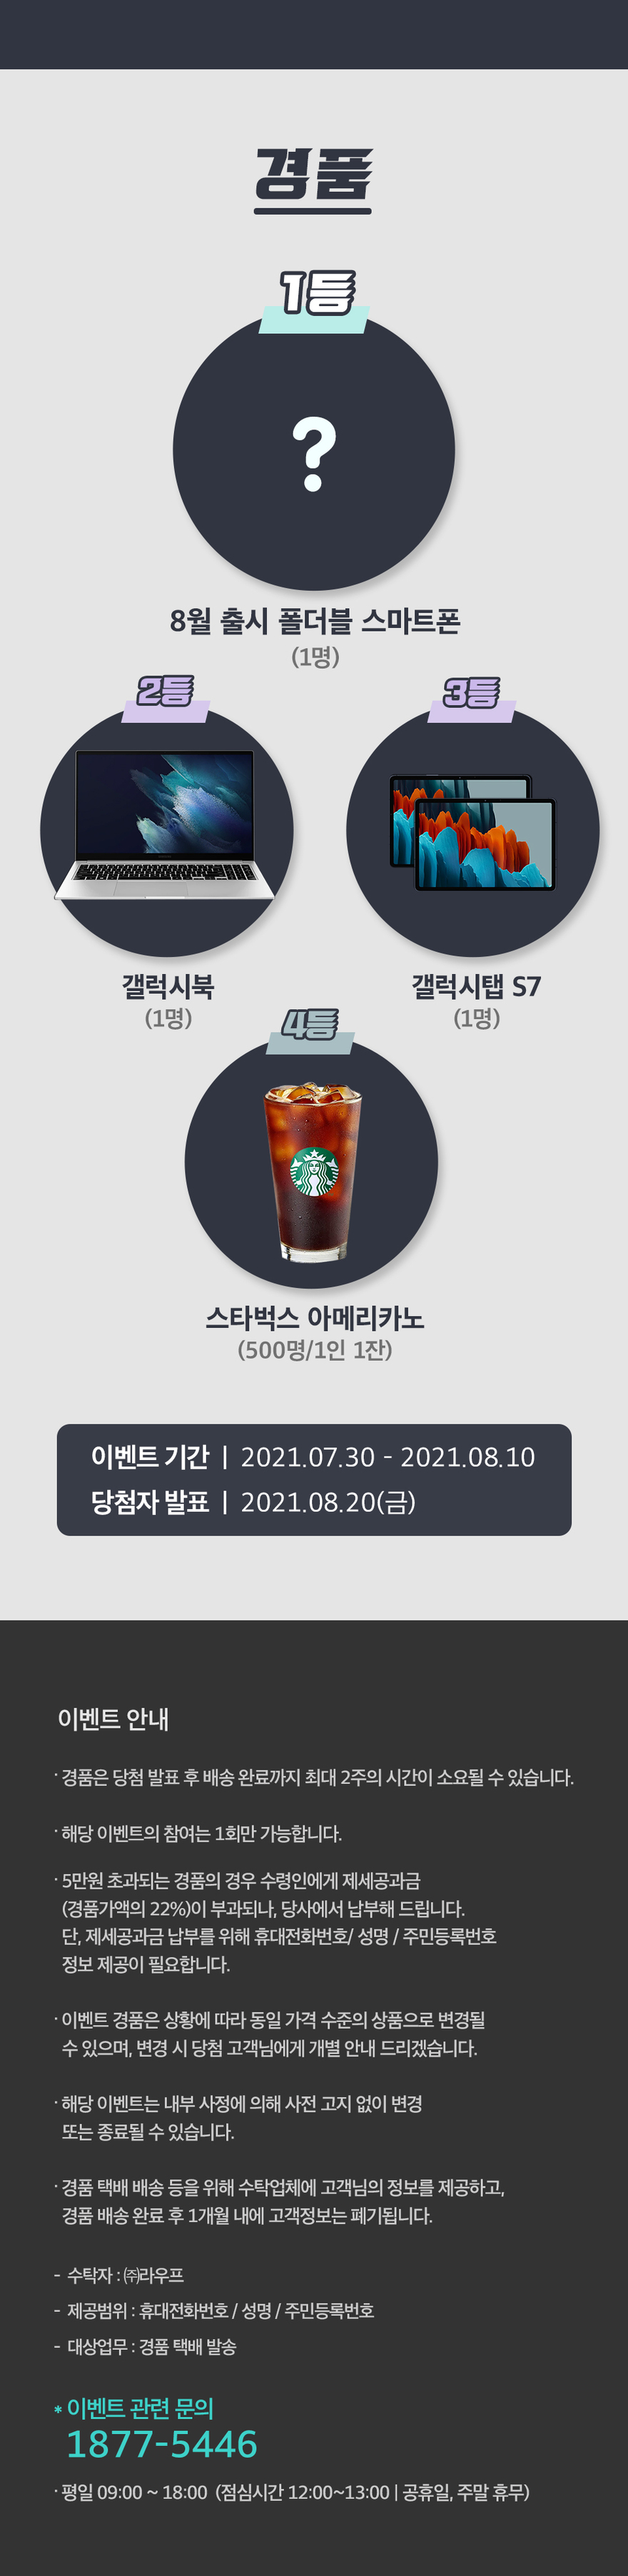 경품
1등
?
8월 출시 폴더블 스마트폰
(1명)
2등
3등
갤럭시북
갤럭시탭 S7
(1명)
(1명)
4등
스타벅스 아메리카노
(500명/1인 1잔)
이벤트 기간 | 2021.07.30 - 2021.08.10
당첨자 발표 | 2021.08.20(금)
이벤트 안내
· 경품은 당첨 발표 후 배송 완료까지 최대 2주의 시간이 소요될 수 있습니다.
· 해당 이벤트의 참여는 1회만 가능합니다.
· 5만원 초과되는 경품의 경우 수령인에게 제세공과금
(경품가액의 22%)이 부과되나, 당사에서 납부해 드립니다.
단, 제세공과금 납부를 위해 휴대전화번호/ 성명 / 주민등록번호
정보 제공이 필요합니다.
· 이벤트 경품은 상황에 따라 동일 가격 수준의 상품으로 변경될
수 있으며, 변경 시 당첨 고객님에게 개별 안내 드리겠습니다.
· 해당 이벤트는 내부 사정에 의해 사전 고지 없이 변경
또는 종료될 수 있습니다.
· 경품 택배 배송 등을 위해 수탁업체에 고객님의 정보를 제공하고,
경품 배송 완료 후 1개월 내에 고객정보는 폐기됩니다.
- 수탁자 : ㈜라우프
- 제공범위 : 휴대전화번호 / 성명 / 주민등록번호
- 대상업무 : 경품 택배 발송
* 이벤트 관련 문의
1877-5446
· 평일 09:00 ~ 18:00 (점심시간 12:00~13:00 | 공휴일, 주말 휴무)